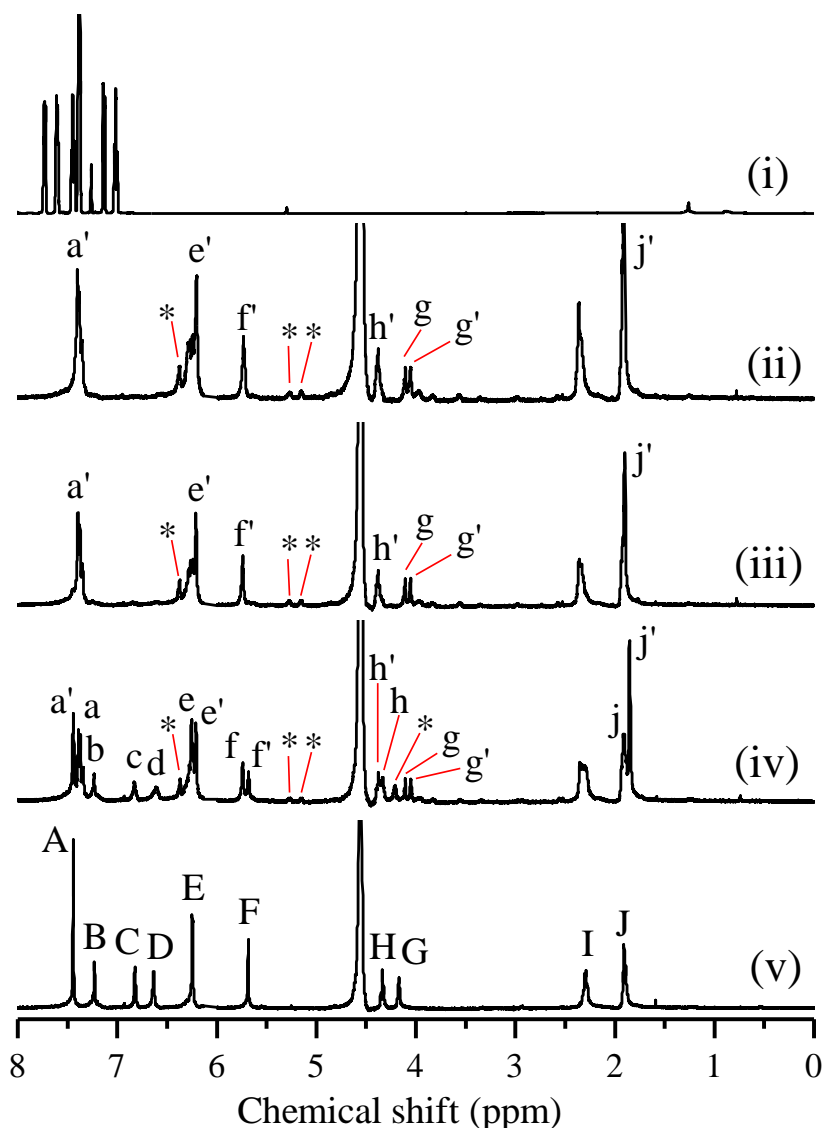 (i)
a' * e' f' * * h' g g' j' (ii)
a' * e' f' * * h' g g' j' (iii)
a' a b c d * e e' f f' * * h' h * g g' j j' (iv)
A B C D E F H G I J (v)
8 7 6 5 4 3 2 1 0
Chemical shift (ppm)